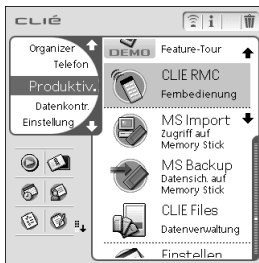 CLIÉ
i
Organizer
Telefon
Produktiv.
Datenkontr.
Einstellung
DEMO
Feature-Tour
CLIE RMC
Fernbedienung
MS Import
Zugriff auf
Memory Stick
MS Backup
Datensich. auf
Memory Stick
CLIE Files
Datenverwaltung
Einstellen